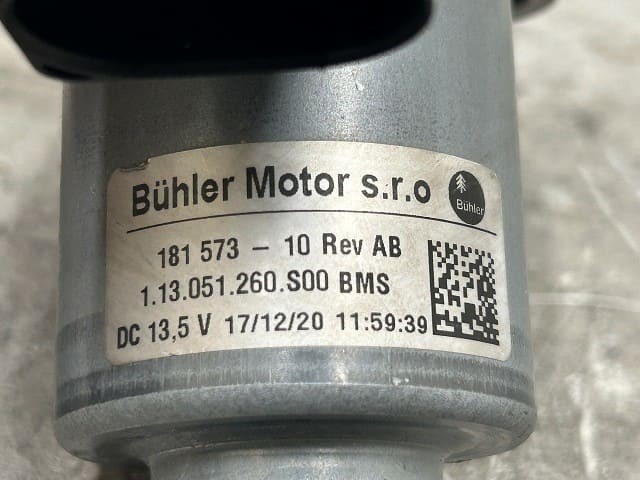 Bühler Motor s.r.o
Bühler
181 573 - 10 Rev AB
1.13.051.260.S00 BMS
DC 13,5 V 17/12/20 11:59:39